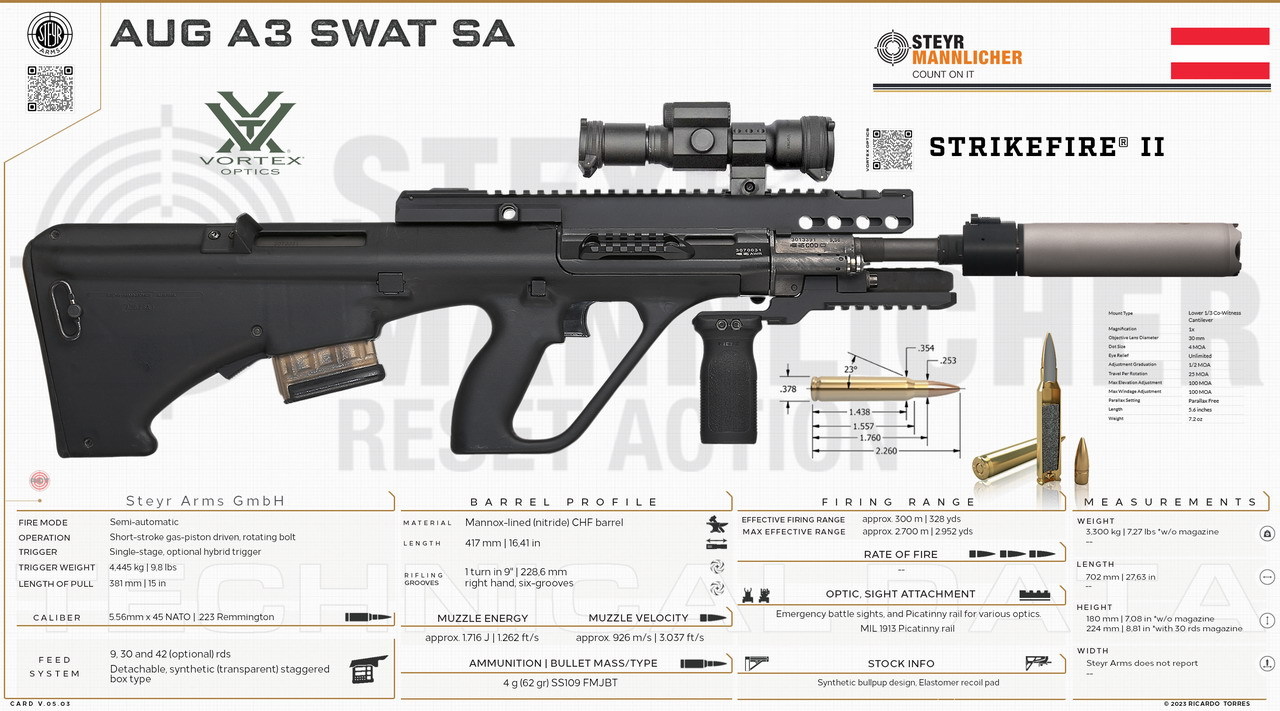 AUG A3 SWAT SA
STEYR
ARMS
STEYR
MANNLICHER
COUNT ON IT
VORTEX
OPTICS
VORTEX OPTICS
STRIKEFIRE® II
STEYR
MANNLICHER
RESET ACTION
Mount Type Lower 1/3 Co-Witness
Cantilever
Magnification 1x
Objective Lens Diameter 30 mm
Dot Size 4 MOA
Eye Relief Unlimited
Adjustment Graduation 1/2 MOA
Travel Per Rotation 25 MOA
Max Elevation Adjustment 100 MOA
Max Windage Adjustment 100 MOA
Parallax Setting Parallax Free
Length 5.6 inches
Weight 7.2 oz
.354
.253
23°
.378
1.438
1.557
1.760
2.260
Steyr Arms GmbH
FIRE MODE Semi-automatic
OPERATION Short-stroke gas-piston driven, rotating bolt
TRIGGER Single-stage, optional hybrid trigger
TRIGGER WEIGHT 4,445 kg | 9.8 lbs
LENGTH OF PULL 381 mm | 15 in
CALIBER 5.56mm x 45 NATO | 223 Remmington
FEED
SYSTEM
9, 30 and 42 (optional) rds
Detachable, synthetic (transparent) staggered
box type
BARREL PROFILE
MATERIAL Mannox-lined (nitride) CHF barrel
LENGTH 417 mm | 16,41 in
RIFLING
GROOVES
1 turn in 9" | 228,6 mm
right hand, six-grooves
MUZZLE ENERGY MUZZLE VELOCITY
approx. 1.716 J | 1.262 ft/s approx. 926 m/s | 3.037 ft/s
AMMUNITION | BULLET MASS/TYPE
4 g (62 gr) SS109 FMJBT
FIRING RANGE
EFFECTIVE FIRING RANGE approx. 300 m | 328 yds
MAX EFFECTIVE RANGE approx. 2.700 m | 2.952 yds
RATE OF FIRE
--
OPTIC, SIGHT ATTACHMENT
Emergency battle sights, and Picatinny rail for various optics.
MIL 1913 Picatinny rail
STOCK INFO
Synthetic bullpup design, Elastomer recoil pad
MEASUREMENTS
WEIGHT
3,300 kg | 7,27 lbs *w/o magazine
--
LENGTH
702 mm | 27,63 in
--
HEIGHT
180 mm | 7,08 in *w/o magazine
224 mm | 8,81 in *with 30 rds magazine
WIDTH
Steyr Arms does not report
--
TECHNICAL DATA
CARD V.05.03
© 2023 RICARDO TORRES